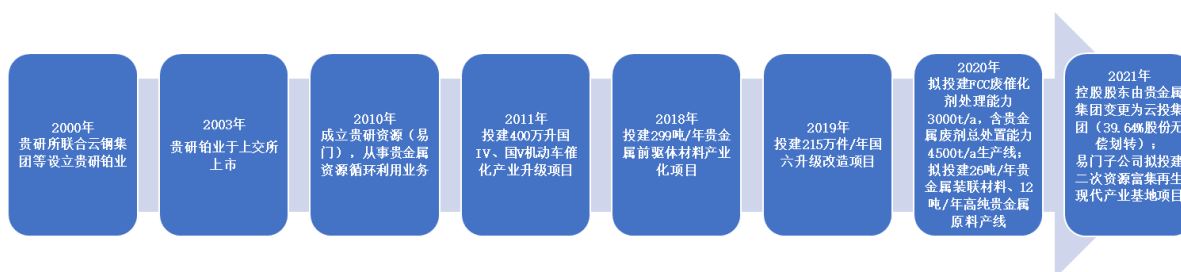 2000年
贵研所联合云铜集
团等设立贵研铂业
2003年
贵研铂业于上交所
上市
2010年
成立贵研资源（易
门），从事贵金属
资源循环利用业务
2011年
投建400万升国
IV、国V机动车催
化产业升级项目
2018年
投建299吨/年贵金
属前驱体材料产业
化项目
2019年
投建215万件/年国
六升级改造项目
2020年
拟投建FCC废催化
剂处理能力
3000t/a，含贵金
属废剂总处置能力
4500t/a生产线；
拟投建26吨/年贵
金属装联材料、12
吨/年高纯贵金属
原料产线
2021年
控股股东由贵金属
集团变更为云投集
团（39.64%股份无
偿划转）；
易门子公司拟投建
二次资源富集再生
现代产业基地项目